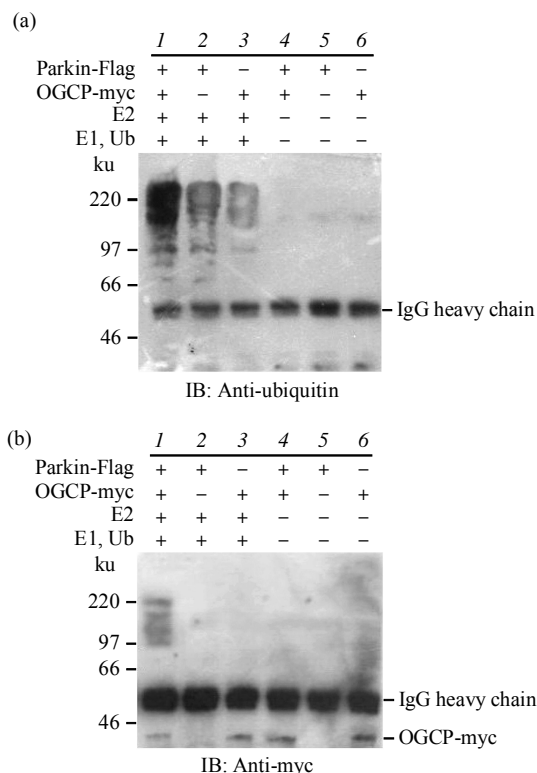 (a)
1 2 3 4 5 6
Parkin-Flag + + – + + –
OGCP-myc + – + + – +
E2 + + + – – –
E1, Ub + + + – – –
ku
220
97
66
46
IgG heavy chain
IB: Anti-ubiquitin
(b)
1 2 3 4 5 6
Parkin-Flag + + – + + –
OGCP-myc + – + + – +
E2 + + + – – –
E1, Ub + + + – – –
ku
220
97
66
46
IgG heavy chain
OGCP-myc
IB: Anti-myc